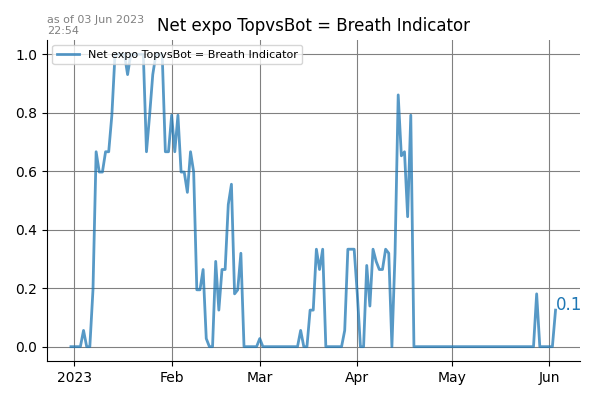 as of 03 Jun 2023
22:54
Net expo TopvsBot = Breath Indicator
Net expo TopvsBot = Breath Indicator
1.0
0.8
0.6
0.4
0.2
0.0
0.1
2023 Feb Mar Apr May Jun